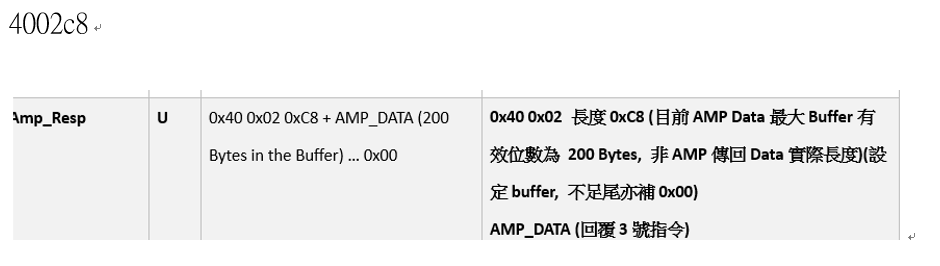 4002c8
Amp_Resp
U
0x40 0x02 0xC8 + AMP_DATA (200
Bytes in the Buffer) … 0x00
0x40 0x02 長度 0xC8 (目前 AMP Data 最大 Buffer 有
效位數為 200 Bytes, 非 AMP 傳回 Data 實際長度)(設
定 buffer, 不足尾亦補 0x00)
AMP_DATA (回覆 3 號指令)